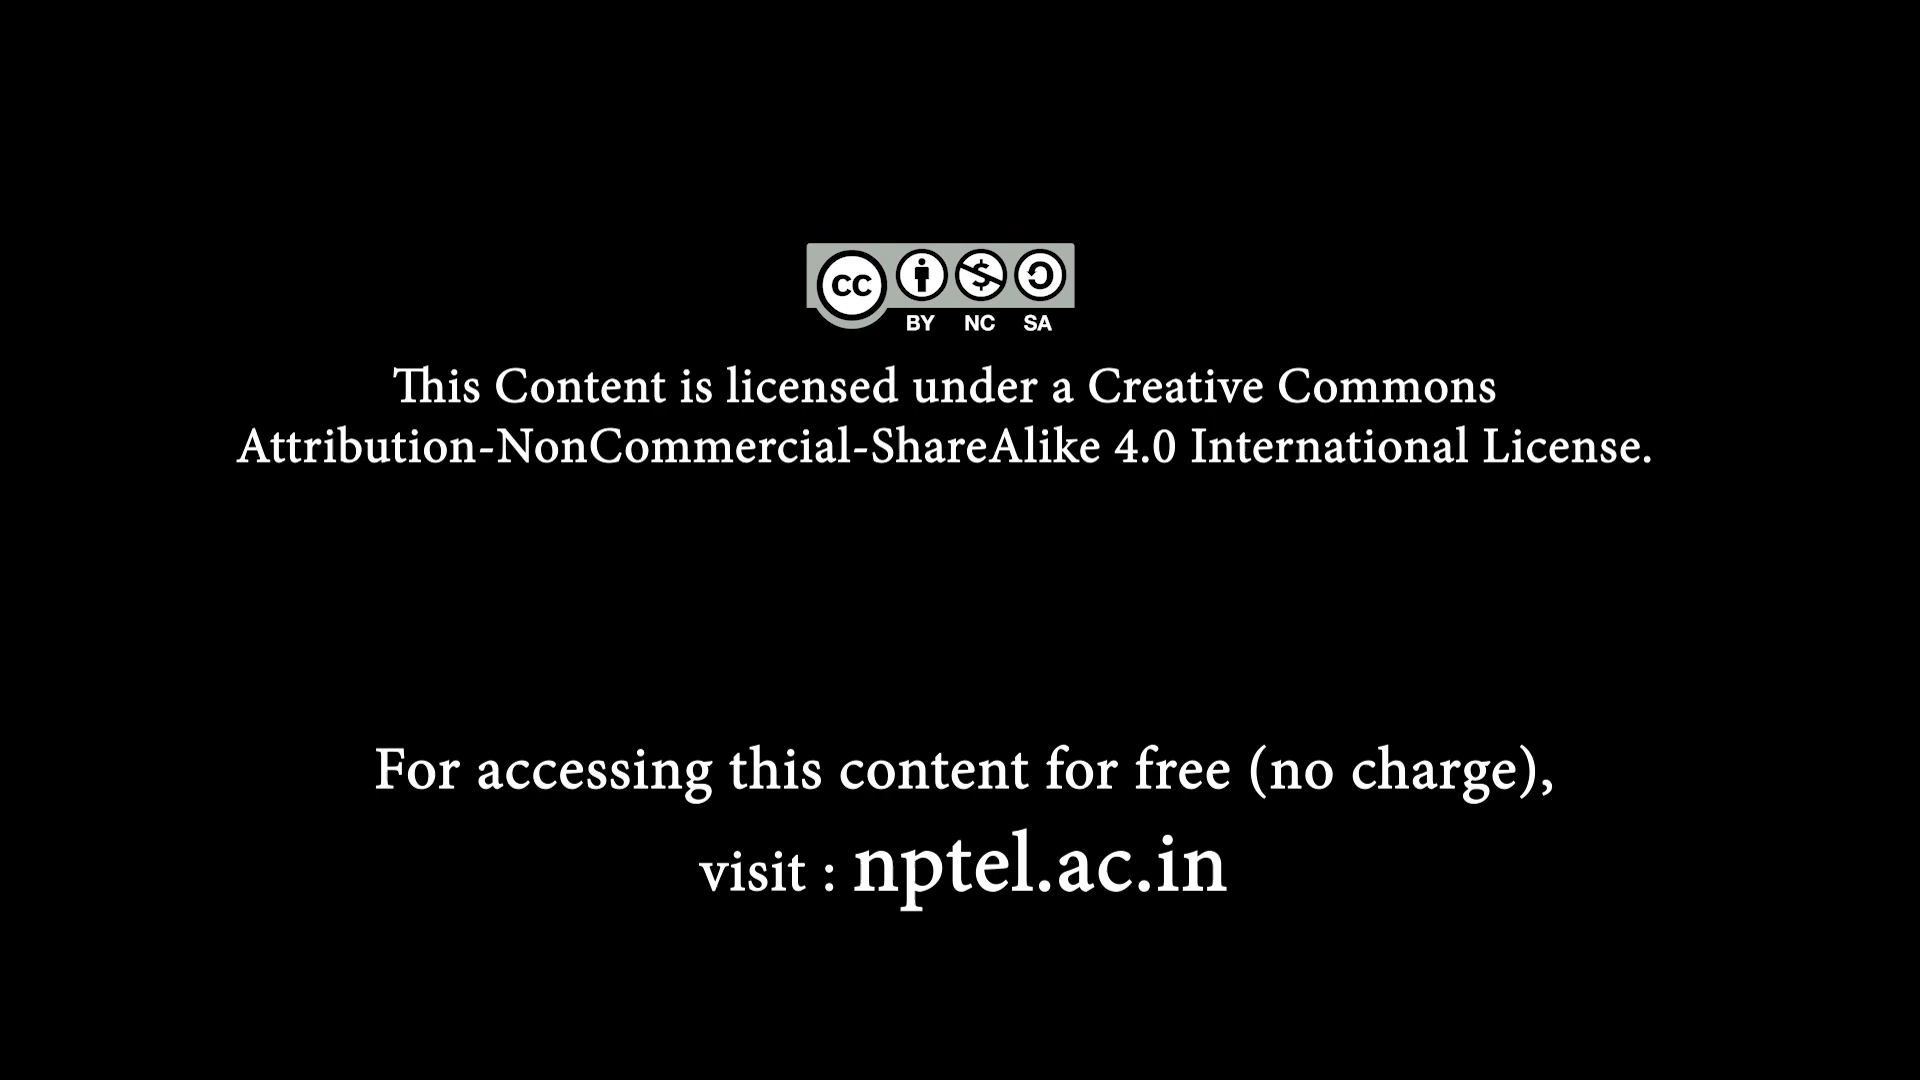 cc
BY NC SA
This Content is licensed under a Creative Commons
Attribution-NonCommercial-ShareAlike 4.0 International License.
For accessing this content for free (no charge),
visit : nptel.ac.in